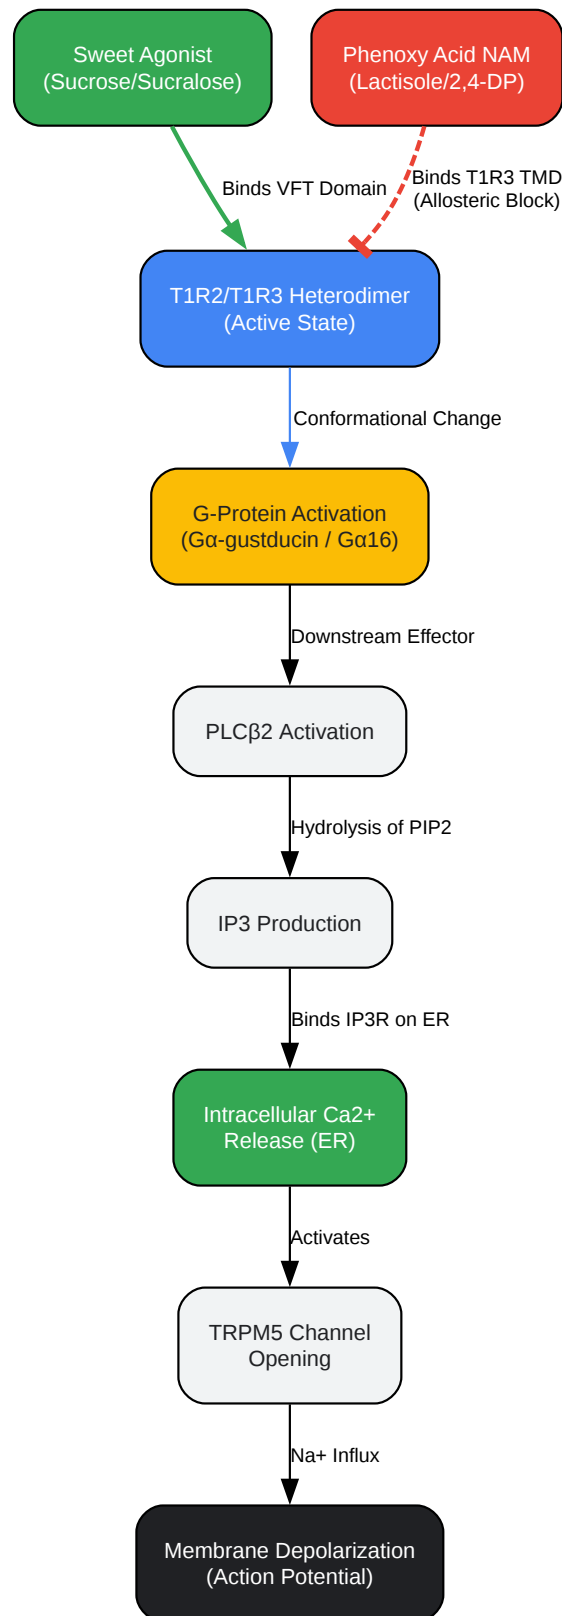 Sweet Agonist
(Sucrose/Sucralose)
Phenoxy Acid NAM
(Lactisole/2,4-DP)
Binds VFT Domain
Binds T1R3 TMD
(Allosteric Block)
T1R2/T1R3 Heterodimer
(Active State)
Conformational Change
G-Protein Activation
(Gα-gustducin / Gα16)
Downstream Effector
PLCβ2 Activation
Hydrolysis of PIP2
IP3 Production
Binds IP3R on ER
Intracellular Ca2+
Release (ER)
Activates
TRPM5 Channel
Opening
Na+ Influx
Membrane Depolarization
(Action Potential)